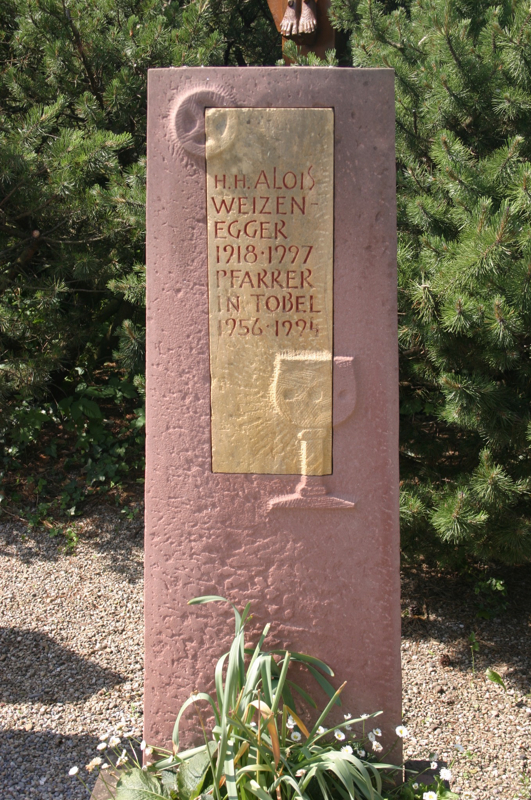 H.H. ALOIS
WEIZEN-
EGGER
1918·1997
PFARRER
IN TOBEL
1956·1994